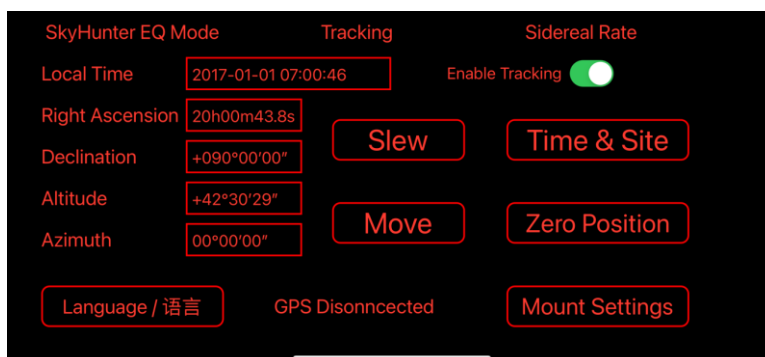 SkyHunter EQ Mode Tracking Sidereal Rate
Local Time 2017-01-01 07:00:46 Enable Tracking
Right Ascension 20h00m43.8s
Slew Time & Site
Declination +090°00'00”
Altitude +42°30'29”
Move Zero Position
Azimuth 00°00'00”
Language / 语言 GPS Disonncected Mount Settings